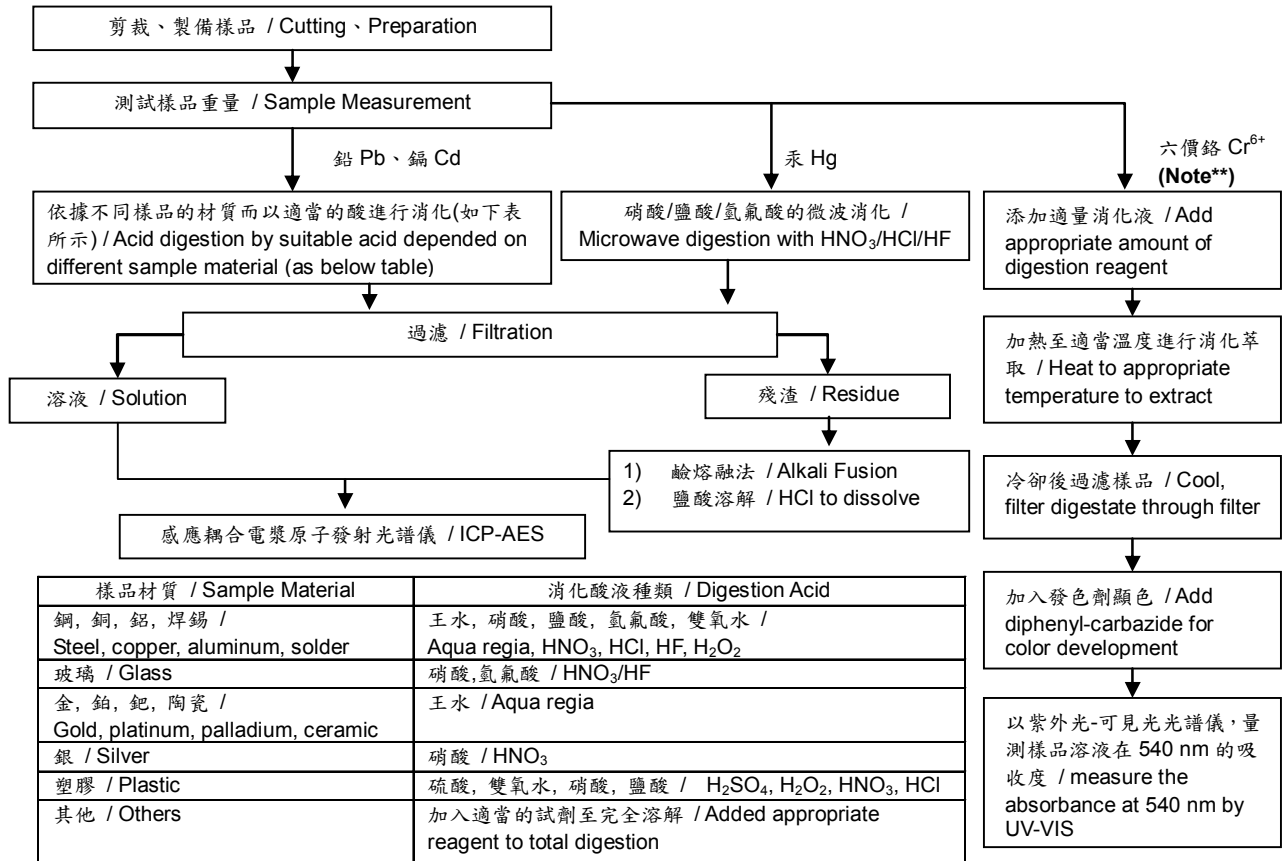 剪裁、製備樣品 / Cutting、Preparation
測試樣品重量 / Sample Measurement
鉛 Pb、鎘 Cd
汞 Hg
六價鉻 Cr⁶⁺
(Note**)
依據不同樣品的材質而以適當的酸進行消化(如下表
所示) / Acid digestion by suitable acid depended on
different sample material (as below table)
硝酸/鹽酸/氫氟酸的微波消化 /
Microwave digestion with HNO₃/HCl/HF
添加適量消化液 / Add
appropriate amount of
digestion reagent
過濾 / Filtration
加熱至適當溫度進行消化萃
取 / Heat to appropriate
temperature to extract
溶液 / Solution
殘渣 / Residue
1) 鹼熔融法 / Alkali Fusion
2) 鹽酸溶解 / HCl to dissolve
冷卻後過濾樣品 / Cool,
filter digestate through filter
感應耦合電漿原子發射光譜儀 / ICP-AES
加入發色劑顯色 / Add
diphenyl-carbazide for
color development
以紫外光-可見光光譜儀，量
測樣品溶液在 540 nm 的吸
收度 / measure the
absorbance at 540 nm by
UV-VIS
樣品材質 / Sample Material
消化酸液種類 / Digestion Acid
鋼, 銅, 鋁, 焊錫 /
Steel, copper, aluminum, solder
王水, 硝酸, 鹽酸, 氫氟酸, 雙氧水 /
Aqua regia, HNO₃, HCl, HF, H₂O₂
玻璃 / Glass
硝酸,氫氟酸 / HNO₃/HF
金, 鉑, 鈀, 陶瓷 /
Gold, platinum, palladium, ceramic
王水 / Aqua regia
銀 / Silver
硝酸 / HNO₃
塑膠 / Plastic
硫酸, 雙氧水, 硝酸, 鹽酸 / H₂SO₄, H₂O₂, HNO₃, HCl
其他 / Others
加入適當的試劑至完全溶解 / Added appropriate
reagent to total digestion